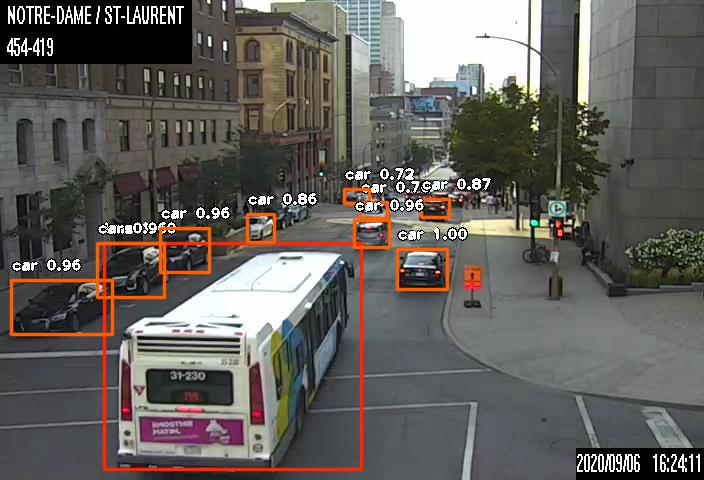 NOTRE-DAME / ST-LAURENT
454-419
car 0.72
car 0.87
car 0.86
car 0.96
car 0.96
car 1.00
car 0.96
31-230
31-230
715
2020/09/06 16:24:11